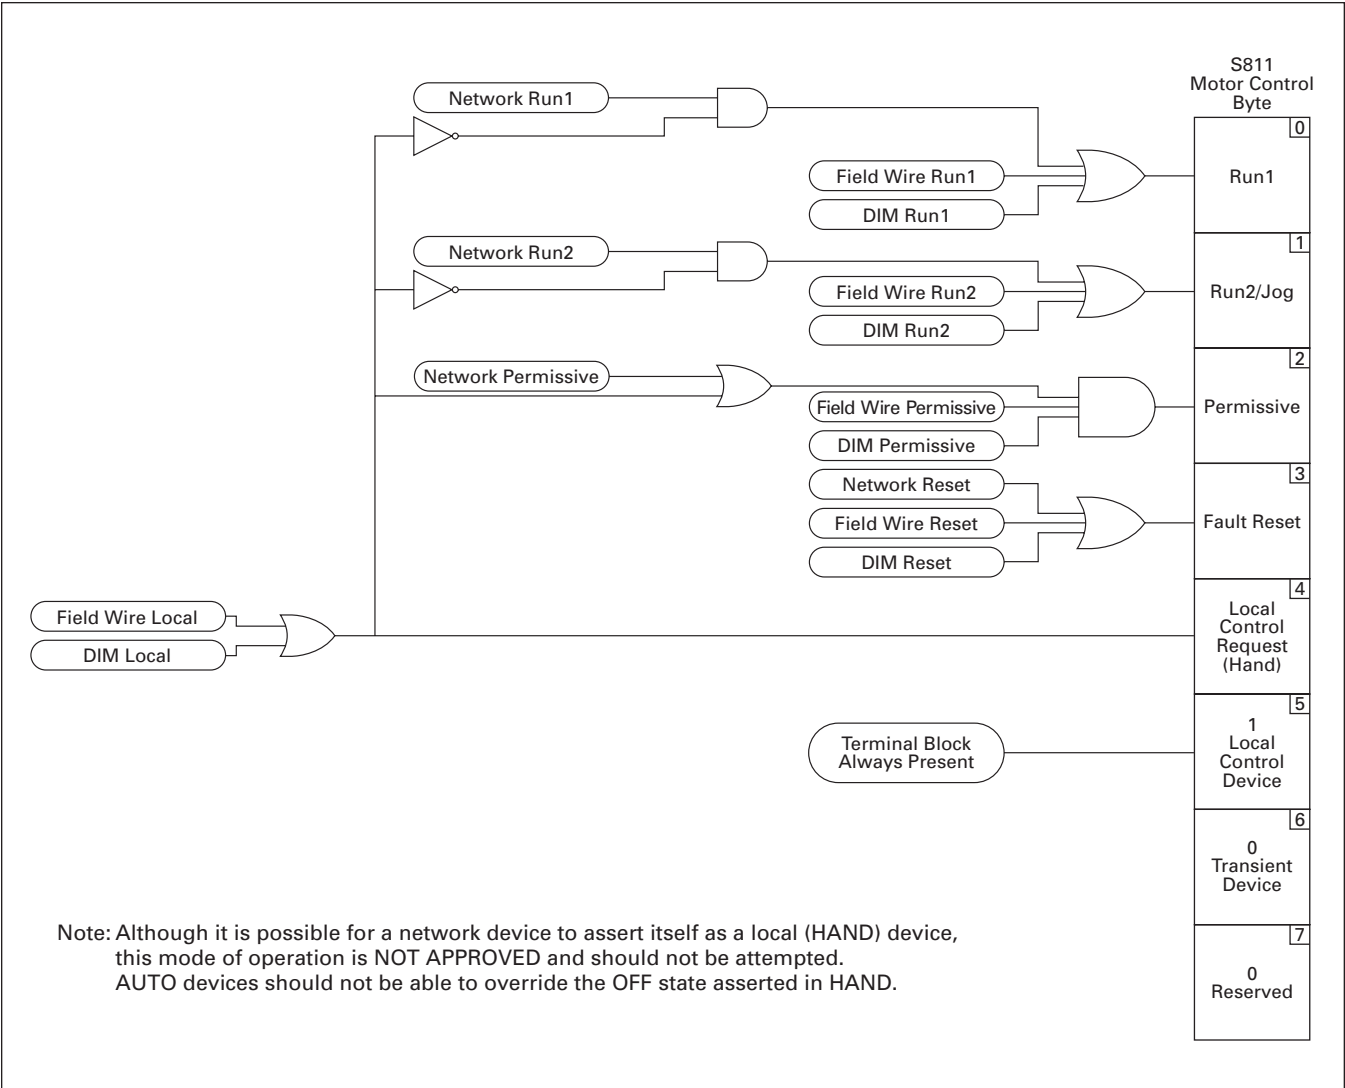 S811
Motor Control
Byte
Network Run1
0
Field Wire Run1
Run1
DIM Run1
Network Run2
1
Field Wire Run2
Run2/Jog
DIM Run2
Network Permissive
2
Field Wire Permissive
Permissive
DIM Permissive
Network Reset
3
Field Wire Reset
Fault Reset
DIM Reset
Field Wire Local
DIM Local
4
Local
Control
Request
(Hand)
Terminal Block
Always Present
5
1
Local
Control
Device
6
0
Transient
Device
7
0
Reserved
Note: Although it is possible for a network device to assert itself as a local (HAND) device,
this mode of operation is NOT APPROVED and should not be attempted.
AUTO devices should not be able to override the OFF state asserted in HAND.